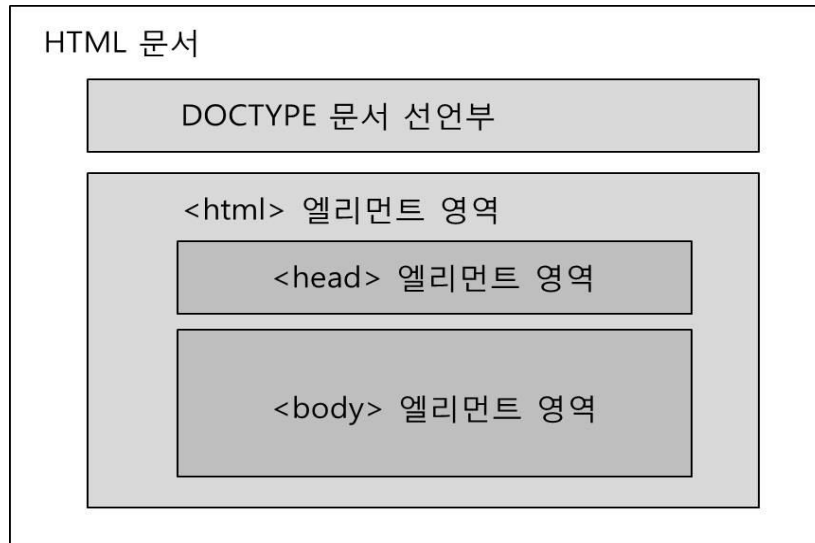 HTML 문서
DOCTYPE 문서 선언부
<html> 엘리먼트 영역
<head> 엘리먼트 영역
<body> 엘리먼트 영역